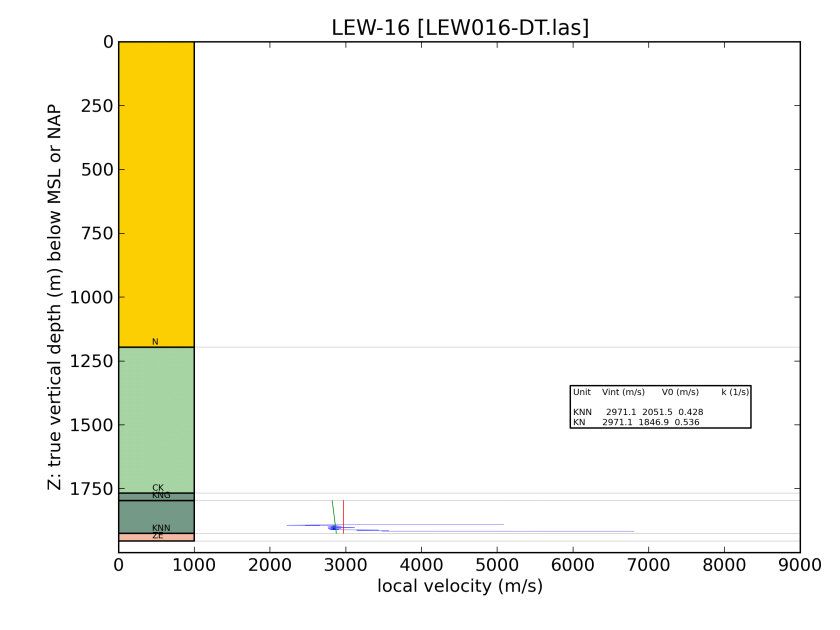 LEW-16 [LEW016-DT.las]
0
250
500
750
1000
1250
1500
1750
Z: true vertical depth (m) below MSL or NAP
N
CK
KNG
KNN
ZE
Unit Vint (m/s) V0 (m/s) k (1/s)
KNN 2971.1 2051.5 0.428
KN 2971.1 1846.9 0.536
0 1000 2000 3000 4000 5000 6000 7000 8000 9000
local velocity (m/s)